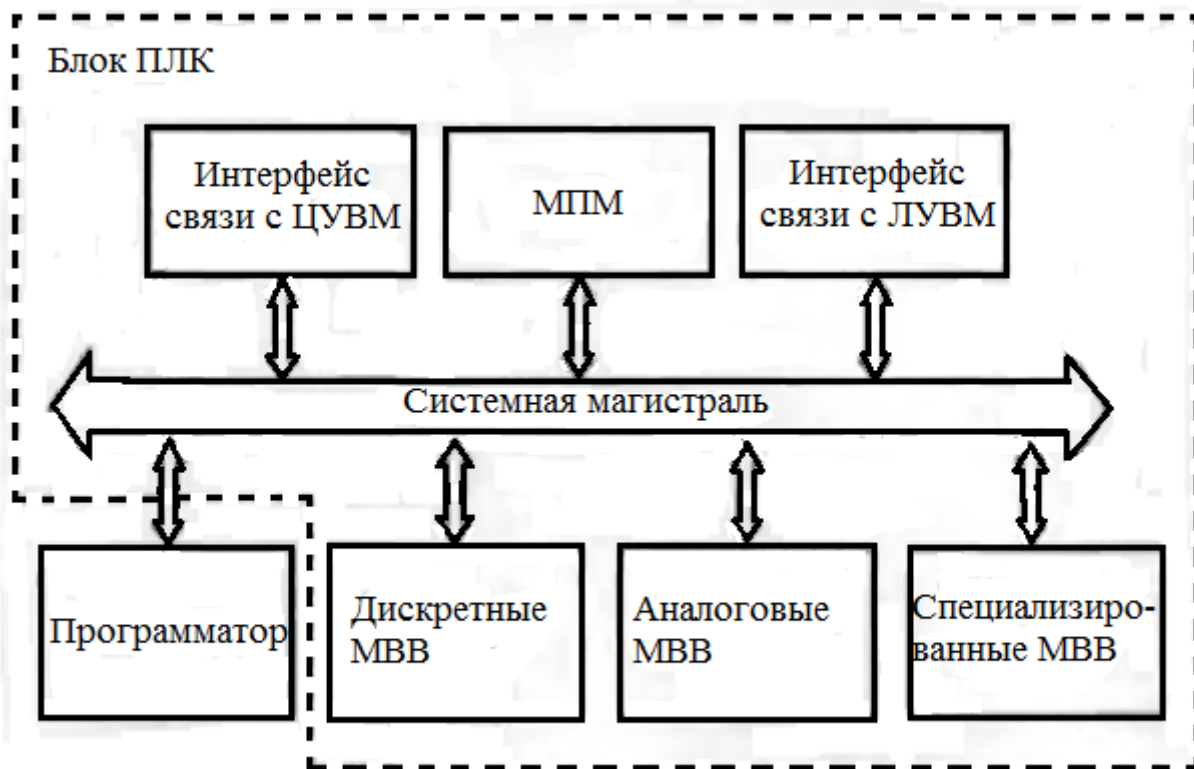 Блок ПЛК
Интерфейс
связи с ЦУВМ
МПМ
Интерфейс
связи с ЛУВМ
Системная магистраль
Программатор
Дискретные
МВВ
Аналоговые
МВВ
Специализиро-
ванные МВВ